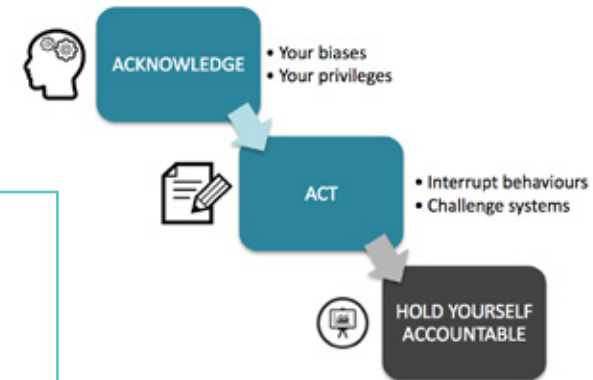 ACKNOWLEDGE
• Your biases
• Your privileges
ACT
• Interrupt behaviours
• Challenge systems
HOLD YOURSELF
ACCOUNTABLE